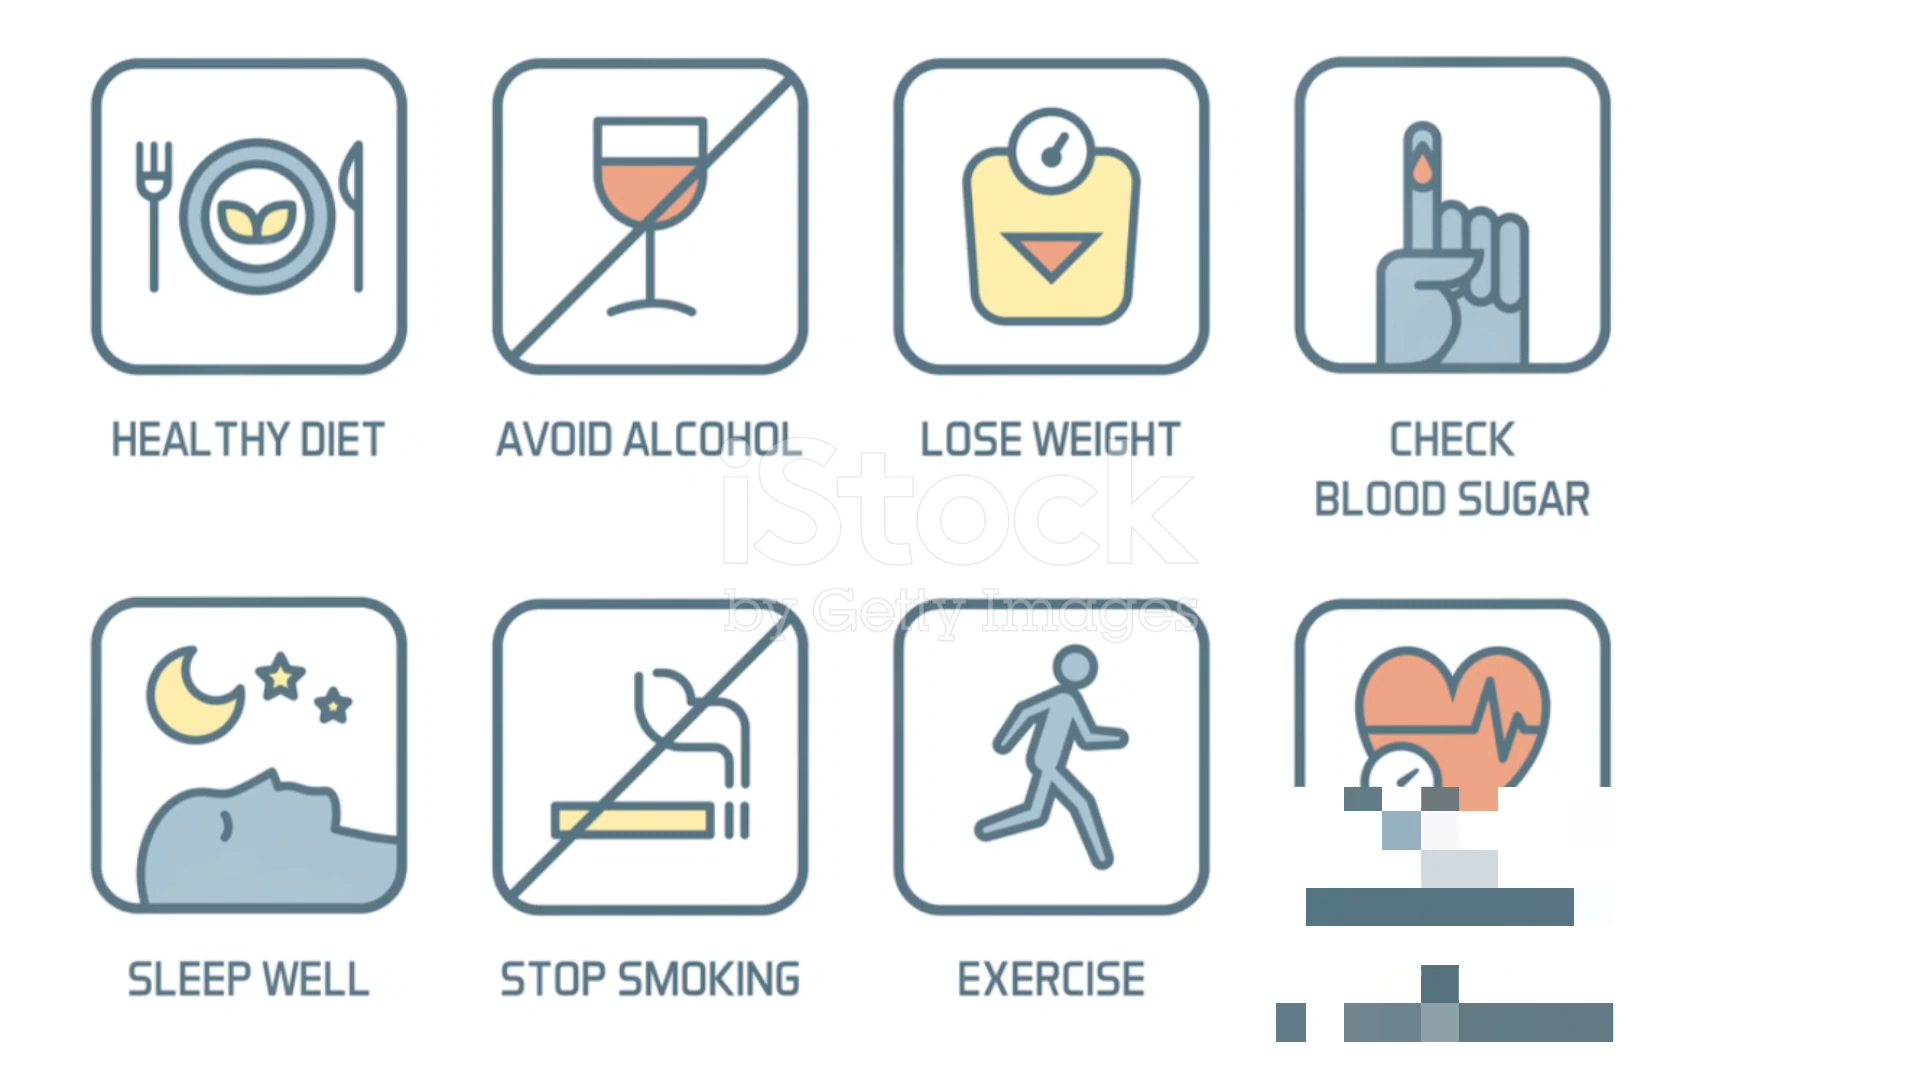 HEALTHY DIET
AVOID ALCOHOL
LOSE WEIGHT
CHECK
BLOOD SUGAR
iStock
by Getty Images
SLEEP WELL
STOP SMOKING
EXERCISE